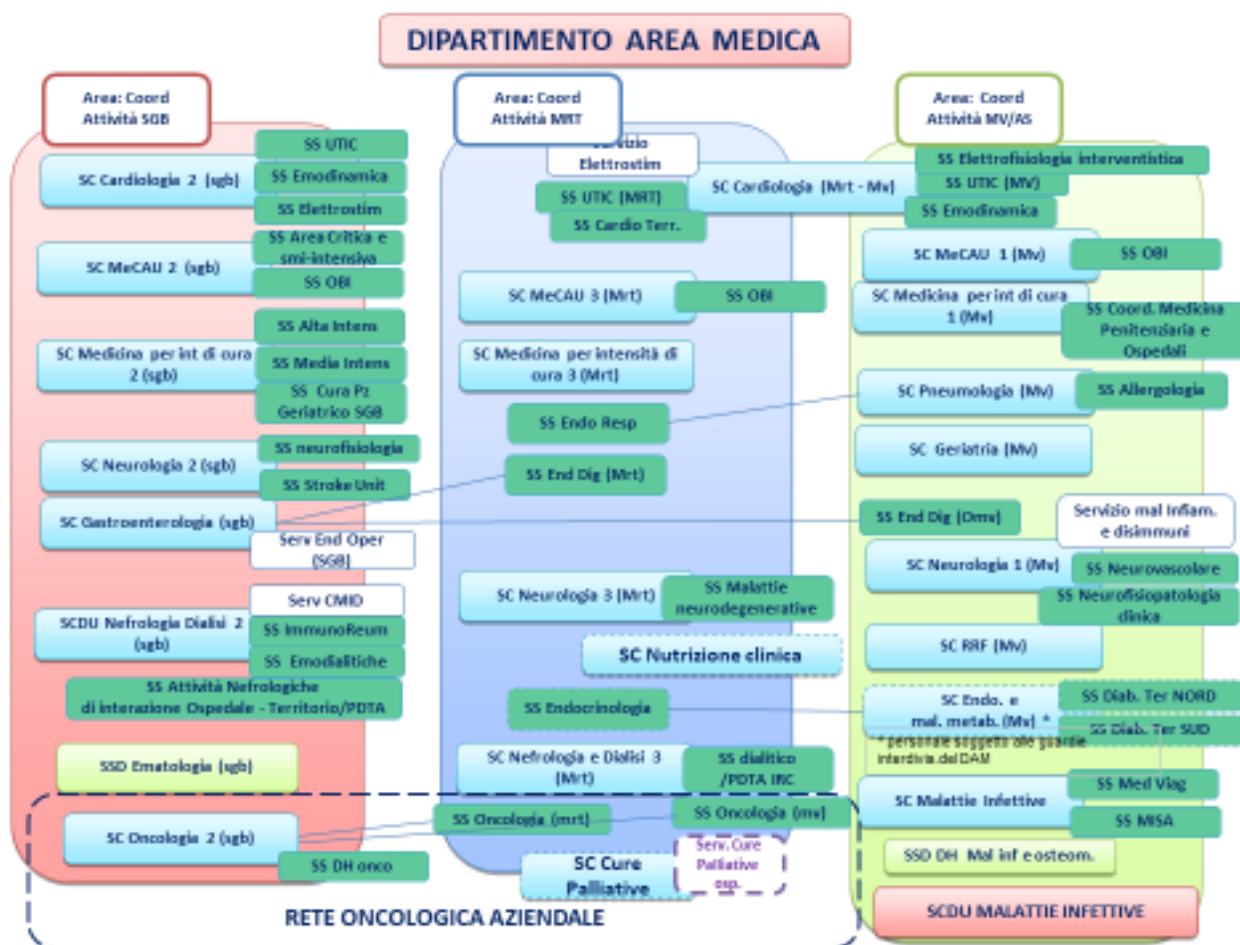 DIPARTIMENTO AREA MEDICA
Area: Coord
Attività SGB
SS UTIC
SC Cardiologia 2 (sgb)
SS Emodinamica
SS Elettrostim
SS Area Critica e
smi-intensiva
SC MeCAU 2 (sgb)
SS OBI
SS Alta Intens
SC Medicina per int di cura
2 (sgb)
SS Media Intens
SS Cura Pz
Geriatrico SGB
SS neurofisiologia
SC Neurologia 2 (sgb)
SS Stroke Unit
SC Gastroenterologia (sgb)
Serv End Oper
(SGB)
Serv CMID
SCDU Nefrologia Dialisi 2
(sgb)
SS ImmunoReum
SS Emodialitiche
SS Attività Nefrologiche
di interazione Ospedale - Territorio/PDTA
SSD Ematologia (sgb)
SC Oncologia 2 (sgb)
SS DH onco
Area: Coord
Attività MRT
Servizio
Elettrostim
SS UTIC (MRT)
SC Cardiologia (Mrt - Mv)
SS Cardio Terr.
SC MeCAU 3 (Mrt)
SS OBI
SC Medicina per intensità di
cura 3 (Mrt)
SS Endo Resp
SS End Dig (Mrt)
SC Neurologia 3 (Mrt)
SS Malattie
neurodegenerative
SC Nutrizione clinica
SS Endocrinologia
SC Nefrologia e Dialisi 3
(Mrt)
SS dialitico
/PDTA IRC
SS Oncologia (mrt)
SS Oncologia (mv)
SC Cure
Palliative
Serv. Cure
Palliative
osp.
RETE ONCOLOGICA AZIENDALE
Area: Coord
Attività MV/AS
SS Elettrofisiologia interventistica
SS UTIC (MV)
SS Emodinamica
SC MeCAU 1 (Mv)
SS OBI
SC Medicina per int di cura
1 (Mv)
SS Coord. Medicina
Penitenziaria e
Ospedali
SC Pneumologia (Mv)
SS Allergologia
SC Geriatria (Mv)
SS End Dig (Omv)
Servizio mal Infiam.
e disimmuni
SC Neurologia 1 (Mv)
SS Neurovascolare
SS Neurofisiopatologia
clinica
SC RRF (Mv)
SC Endo. e
mal. metab. (Mv) *
SS Diab. Ter NORD
SS Diab. Ter SUD
* personale soggetto alle guardie
interdivis.del DAM
SC Malattie Infettive
SS Med Viag
SS MISA
SSD DH Mal inf e osteom.
SCDU MALATTIE INFETTIVE